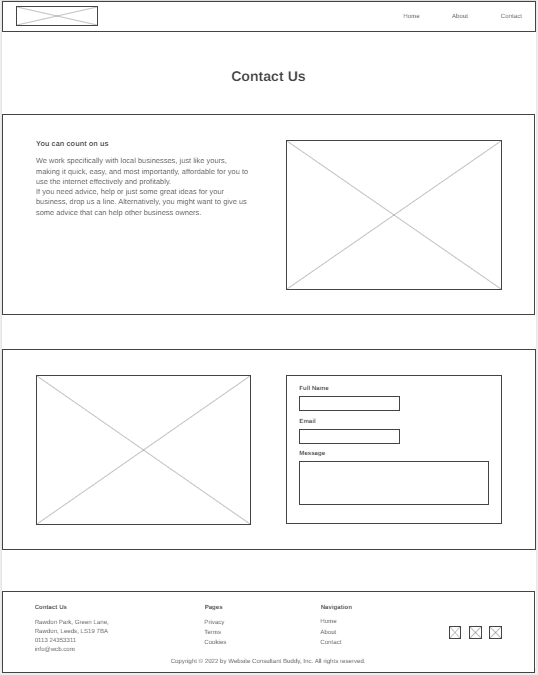 Home About Contact
Contact Us
You can count on us
We work specifically with local businesses, just like yours,
making it quick, easy, and most importantly, affordable for you to
use the internet effectively and profitably.
If you need advice, help or just some great ideas for your
business, drop us a line. Alternatively, you might want to give us
some advice that can help other business owners.
Full Name
Email
Message
Contact Us
Rawdon Park, Green Lane,
Rawdon, Leeds, LS19 7BA
0113 24353311
info@wcb.com
Pages
Privacy
Terms
Cookies
Navigation
Home
About
Contact
Copyright © 2022 by Website Consultant Buddy, Inc. All rights reserved.